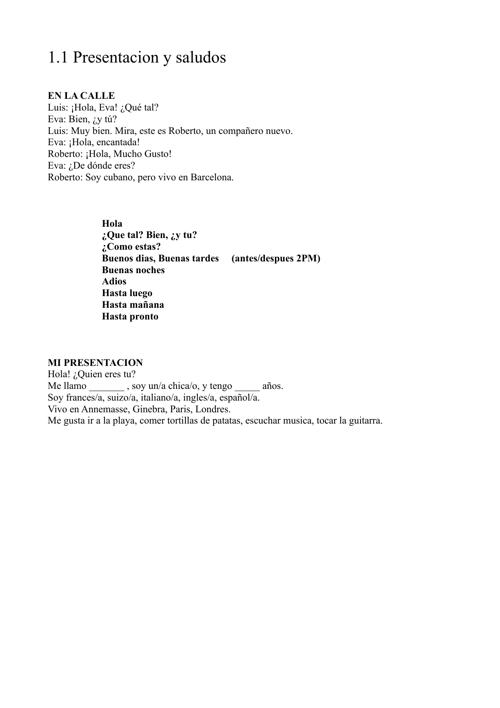 1.1 Presentacion y saludos
EN LA CALLE
Luis: ¡Hola, Eva! ¿Qué tal?
Eva: Bien, ¿y tú?
Luis: Muy bien. Mira, este es Roberto, un compañero nuevo.
Eva: ¡Hola, encantada!
Roberto: ¡Hola, Mucho Gusto!
Eva: ¿De dónde eres?
Roberto: Soy cubano, pero vivo en Barcelona.
Hola
¿Que tal? Bien, ¿y tu?
¿Como estas?
Buenos dias, Buenas tardes (antes/despues 2PM)
Buenas noches
Adios
Hasta luego
Hasta mañana
Hasta pronto
MI PRESENTACION
Hola! ¿Quien eres tu?
Me llamo _______ , soy un/a chica/o, y tengo _____ años.
Soy frances/a, suizo/a, italiano/a, ingles/a, español/a.
Vivo en Annemasse, Ginebra, Paris, Londres.
Me gusta ir a la playa, comer tortillas de patatas, escuchar musica, tocar la guitarra.